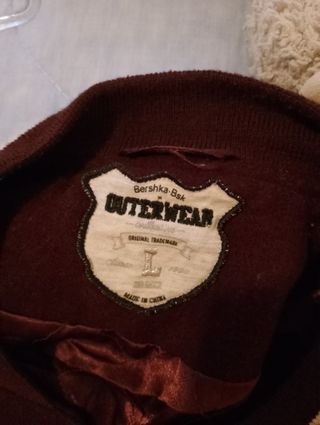 Bershka-Bsk
OUTERWEAR
ORIGINAL TRADEMARK
L
MADE IN CHINA